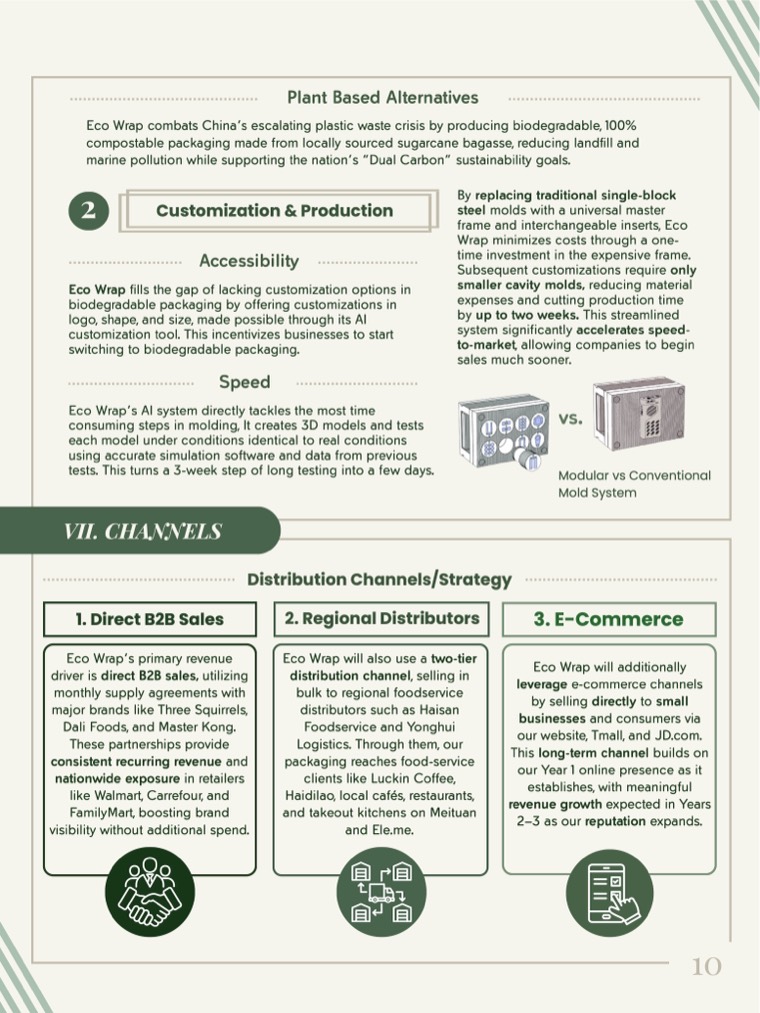 Plant Based Alternatives
Eco Wrap combats China's escalating plastic waste crisis by producing biodegradable, 100%
compostable packaging made from locally sourced sugarcane bagasse, reducing landfill and
marine pollution while supporting the nation's "Dual Carbon" sustainability goals.
2
Customization & Production
Accessibility
Eco Wrap fills the gap of lacking customization options in
biodegradable packaging by offering customizations in
logo, shape, and size, made possible through its AI
customization tool. This incentivizes businesses to start
switching to biodegradable packaging.
Speed
Eco Wrap's AI system directly tackles the most time
consuming steps in molding, It creates 3D models and tests
each model under conditions identical to real conditions
using accurate simulation software and data from previous
tests. This turns a 3-week step of long testing into a few days.
By replacing traditional single-block
steel molds with a universal master
frame and interchangeable inserts, Eco
Wrap minimizes costs through a one-
time investment in the expensive frame.
Subsequent customizations require only
smaller cavity molds, reducing material
expenses and cutting production time
by up to two weeks. This streamlined
system significantly accelerates speed-
to-market, allowing companies to begin
sales much sooner.
vs.
Modular vs Conventional
Mold System
VII. CHANNELS
Distribution Channels/Strategy
1. Direct B2B Sales
Eco Wrap's primary revenue
driver is direct B2B sales, utilizing
monthly supply agreements with
major brands like Three Squirrels,
Dali Foods, and Master Kong.
These partnerships provide
consistent recurring revenue and
nationwide exposure in retailers
like Walmart, Carrefour, and
FamilyMart, boosting brand
visibility without additional spend.
2. Regional Distributors
Eco Wrap will also use a two-tier
distribution channel, selling in
bulk to regional foodservice
distributors such as Haisan
Foodservice and Yonghui
Logistics. Through them, our
packaging reaches food-service
clients like Luckin Coffee,
Haidilao, local cafés, restaurants,
and takeout kitchens on Meituan
and Ele.me.
3. E-Commerce
Eco Wrap will additionally
leverage e-commerce channels
by selling directly to small
businesses and consumers via
our website, Tmall, and JD.com.
This long-term channel builds on
our Year 1 online presence as it
establishes, with meaningful
revenue growth expected in Years
2–3 as our reputation expands.
10